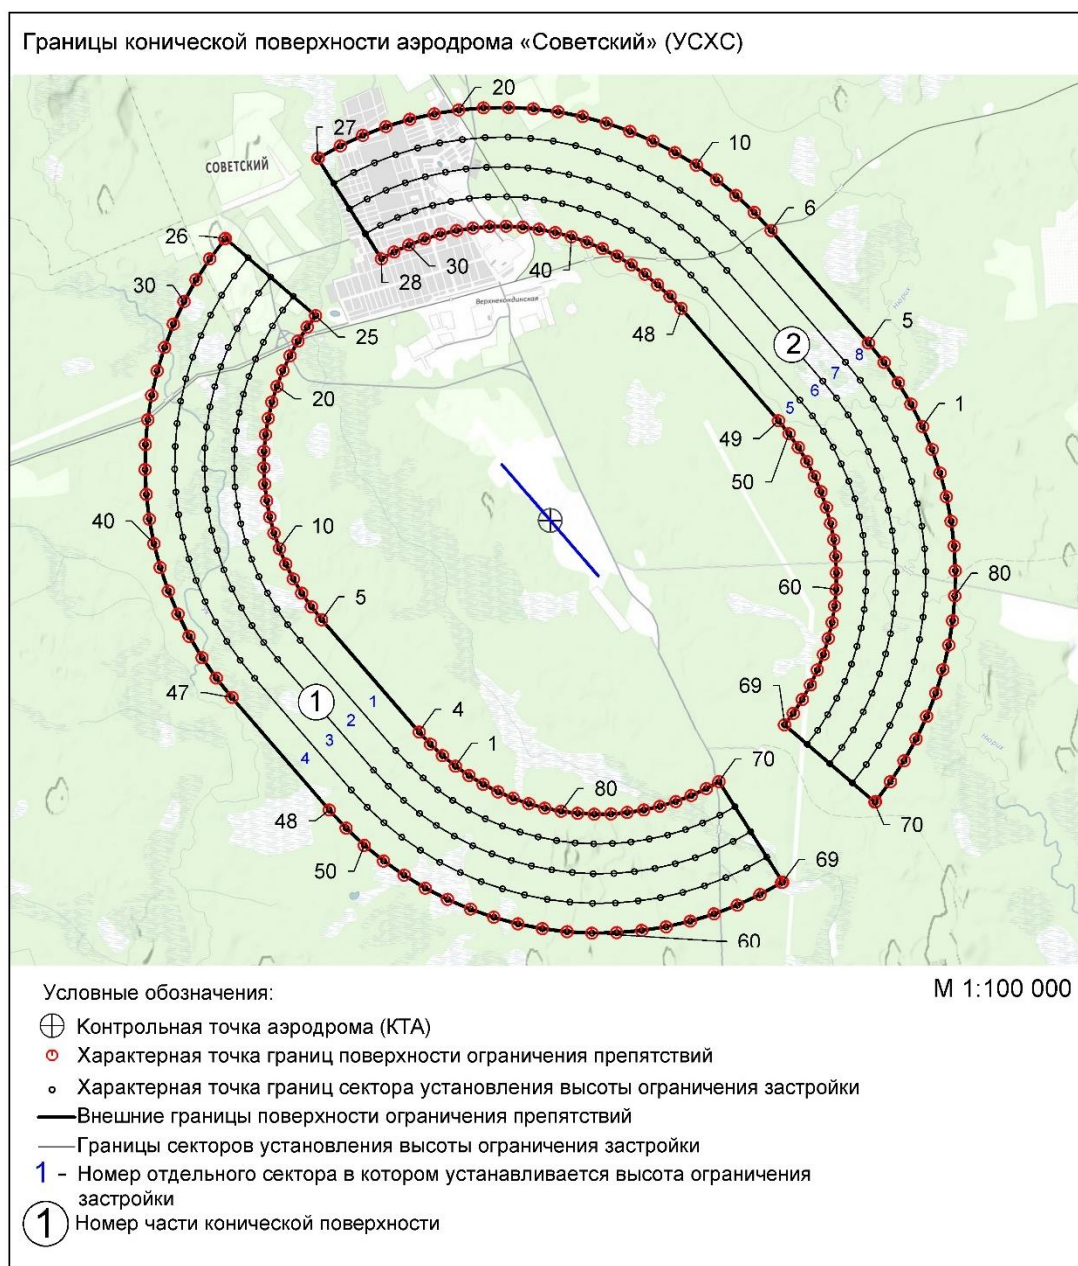 Границы конической поверхности аэродрома «Советский» (УСХС)
20
27
10
СОВЕТСКИЙ
6
26
28
30
40
30
Верхнекондинская
Нюрих
48
5
25
2
8
7
6
5
20
1
49
50
40
10
60
80
5
69
47
1
1
2
3
4
4
1
Нюрих
80
70
70
48
50
69
60
М 1:100 000
Условные обозначения:
Контрольная точка аэродрома (КТА)
Характерная точка границ поверхности ограничения препятствий
Характерная точка границ сектора установления высоты ограничения застройки
Внешние границы поверхности ограничения препятствий
Границы секторов установления высоты ограничения застройки
1 - Номер отдельного сектора в котором устанавливается высота ограничения
застройки
1 Номер части конической поверхности